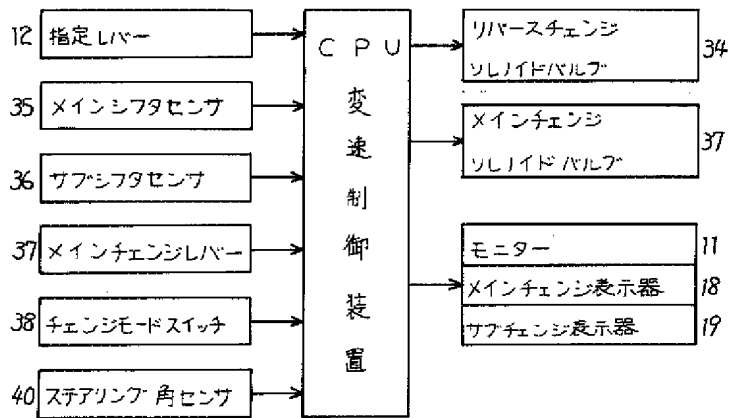 12 指定レバー
35 メインシフタセンサ
36 サブシフタセンサ
37 メインチェンジレバー
38 チェンジモードスイッチ
40 ステアリング角センサ
CPU
変速制御装置
リバースチェンジ
ソレノイドバルブ 34
メインチェンジ
ソレノイドバルブ 37
モニター 11
メインチェンジ表示器 18
サブチェンジ表示器 19